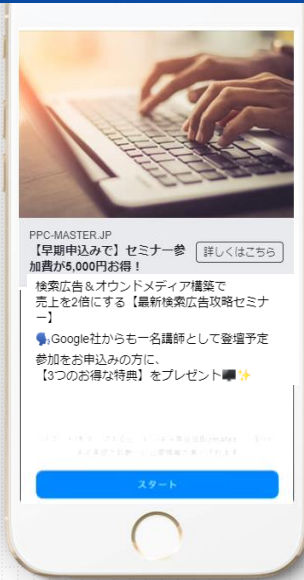 PPC-MASTER.JP
【早期申込みで】セミナー参
加費が5,000円お得！
詳しくはこちら
検索広告＆オウンドメディア構築で
売上を2倍にする【最新検索広告攻略セミナ
ー】
🗣Google社からも一名講師として登壇予定
参加をお申込みの方に、
【3つのお得な特典】をプレゼント🖥✨
スタート